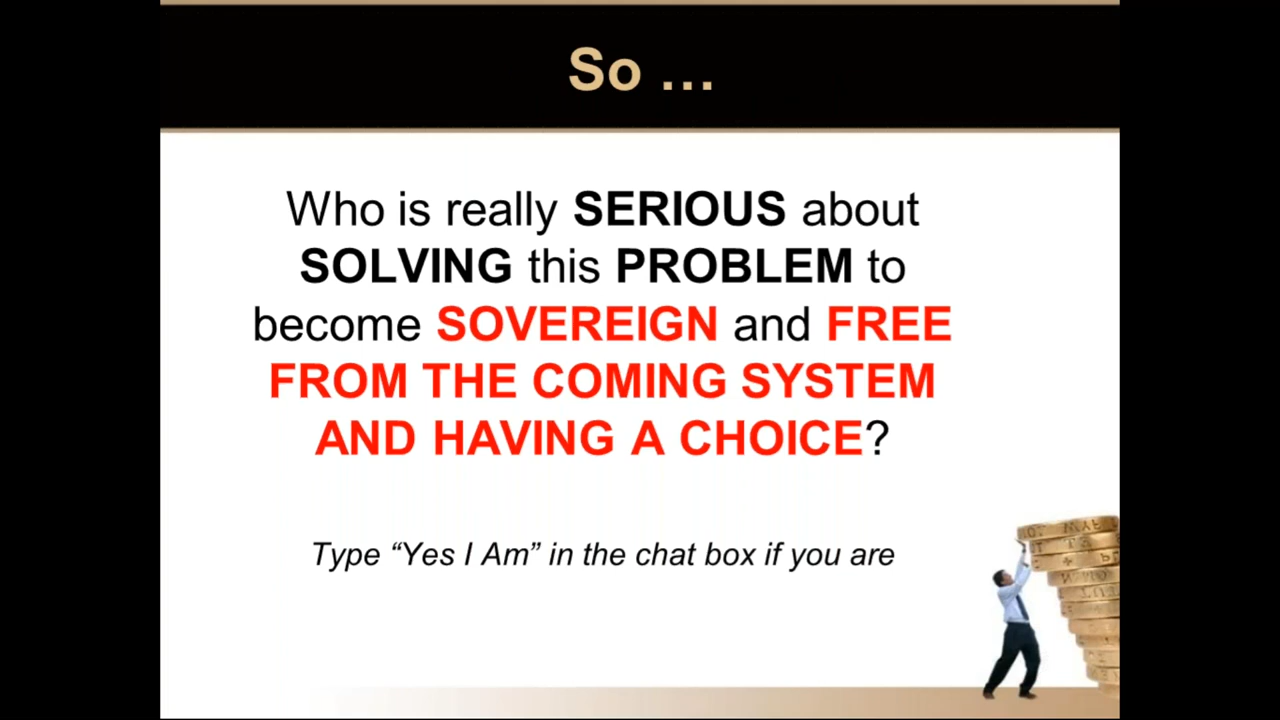 So …
Who is really SERIOUS about
SOLVING this PROBLEM to
become SOVEREIGN and FREE
FROM THE COMING SYSTEM
AND HAVING A CHOICE?
Type “Yes I Am” in the chat box if you are